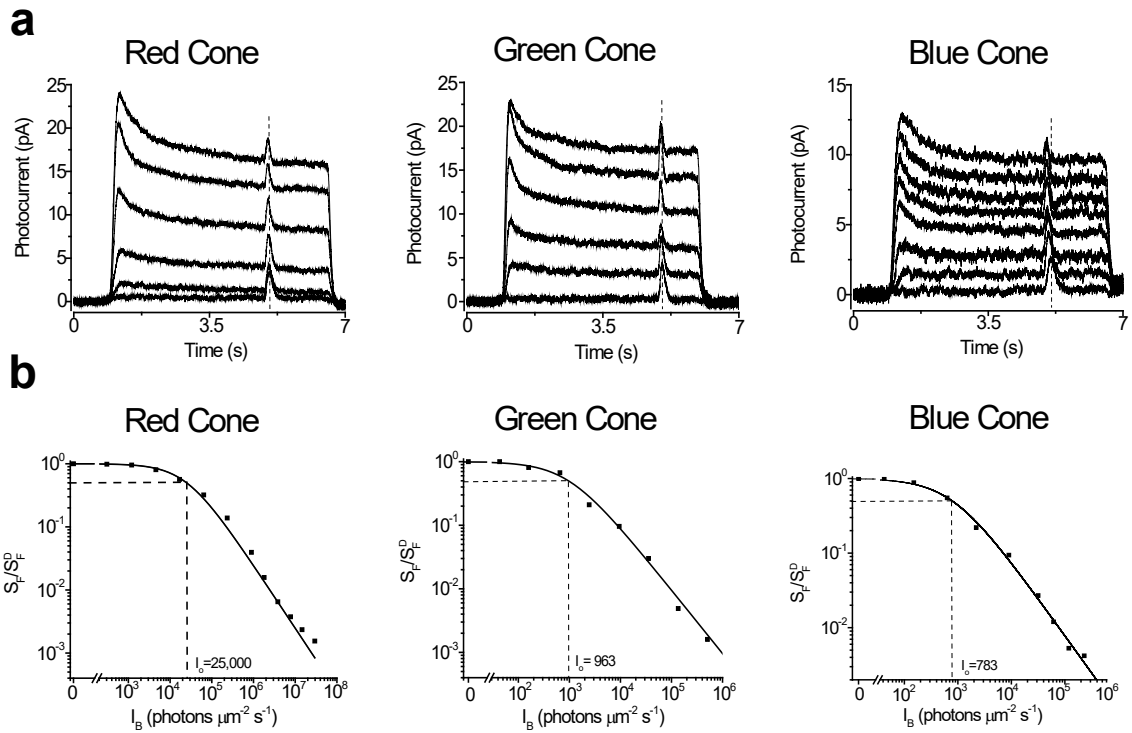 a
Red Cone
Green Cone
Blue Cone
25
20
15
10
5
0
Photocurrent (pA)
0
3.5
7
Time (s)
25
20
15
10
5
0
Photocurrent (pA)
0
3.5
7
Time (s)
15
10
5
0
Photocurrent (pA)
0
3.5
7
Time (s)
b
Red Cone
Green Cone
Blue Cone
10⁰
10⁻¹
10⁻²
10⁻³
S_F/S_F^D
I_o=25,000
0
10³
10⁴
10⁵
10⁶
10⁷
10⁸
I_B (photons μm⁻² s⁻¹)
10⁰
10⁻¹
10⁻²
10⁻³
S_F/S_F^D
I_o= 963
0
10²
10³
10⁴
10⁵
10⁶
I_B (photons μm⁻² s⁻¹)
10⁰
10⁻¹
10⁻²
S_F/S_F^D
I_o=783
0
10²
10³
10⁴
10⁵
10⁶
I_B (photons μm⁻² s⁻¹)